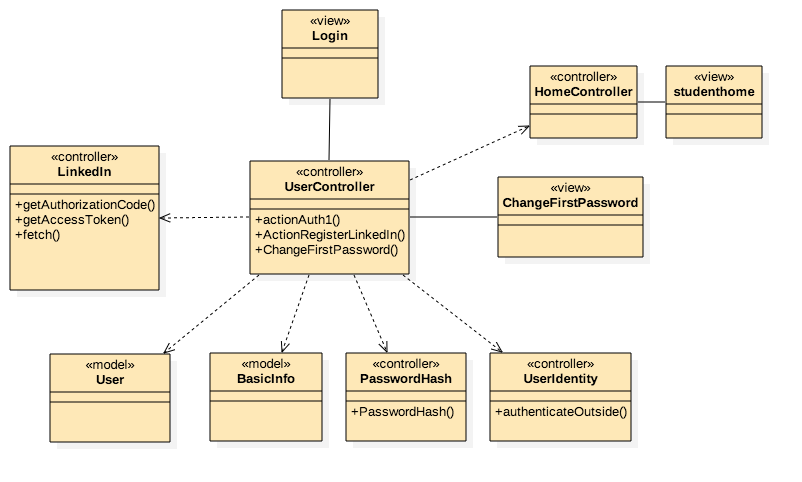 «view»
Login
«controller»
HomeController
«view»
studenthome
«controller»
LinkedIn
+getAuthorizationCode()
+getAccessToken()
+fetch()
«controller»
UserController
+actionAuth1()
+ActionRegisterLinkedIn()
+ChangeFirstPassword()
«view»
ChangeFirstPassword
«model»
User
«model»
BasicInfo
«controller»
PasswordHash
+PasswordHash()
«controller»
UserIdentity
+authenticateOutside()